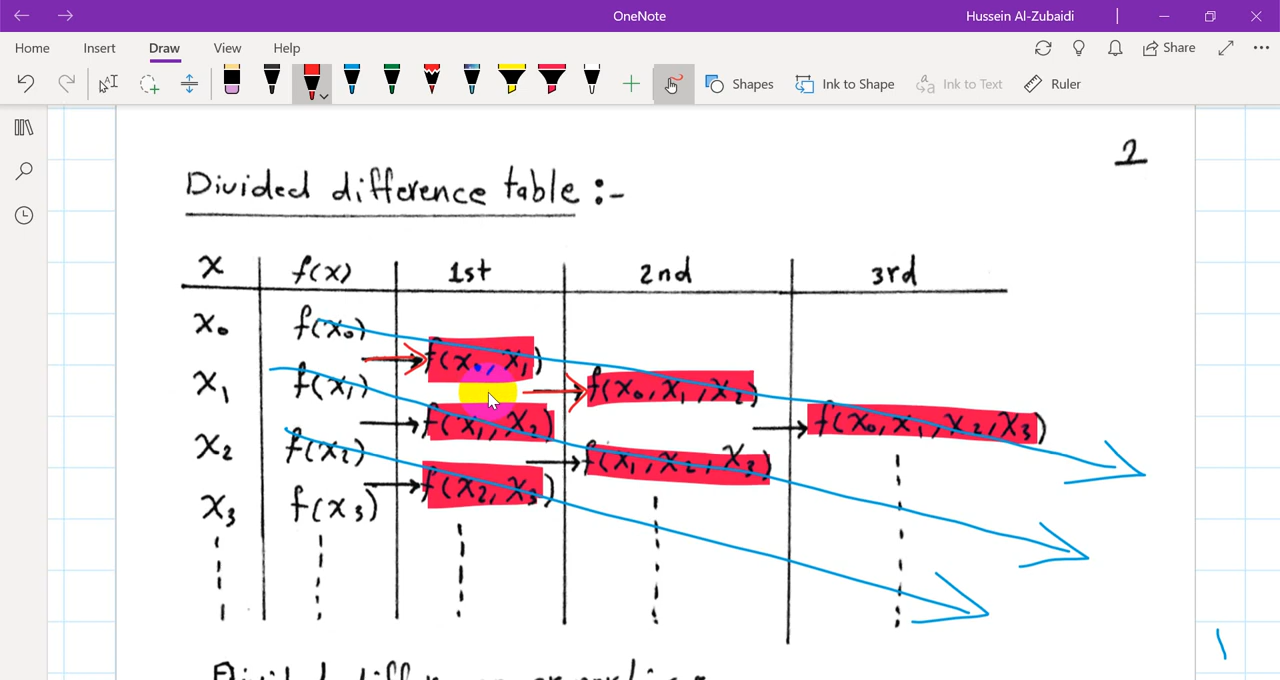 OneNote
Hussein Al-Zubaidi
Home Insert Draw View Help
Share
Shapes Ink to Shape Ink to Text Ruler
2
Divided difference table :-
x f(x) 1st 2nd 3rd
x₀ f(x₀)
f(x₀, x₁)
x₁ f(x₁) f(x₀, x₁, x₂)
f(x₁, x₂) f(x₀, x₁, x₂, x₃)
x₂ f(x₂) f(x₁, x₂, x₃)
f(x₂, x₃)
x₃ f(x₃)